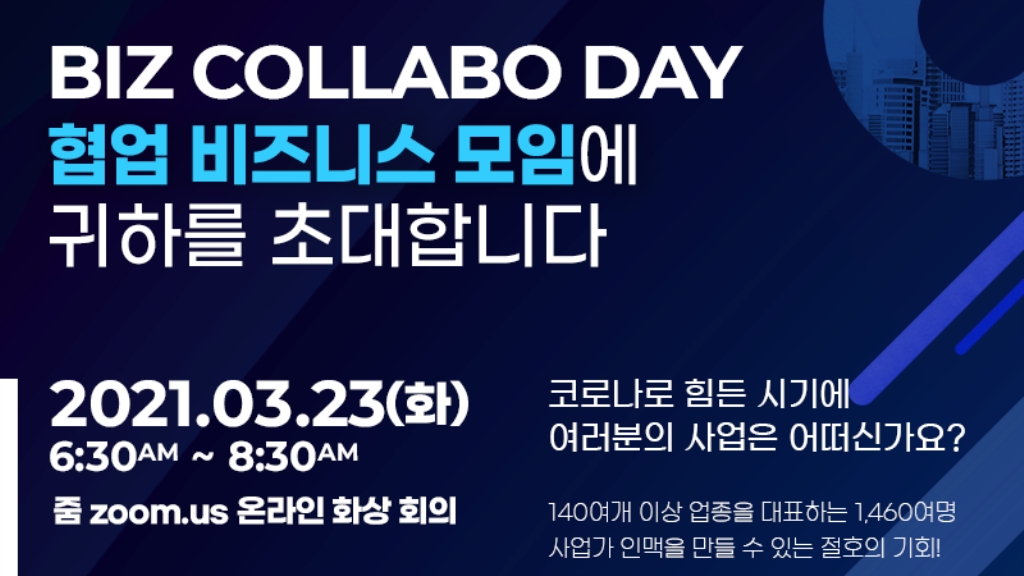 BIZ COLLABO DAY
협업 비즈니스 모임에
귀하를 초대합니다
2021.03.23(화)
6:30AM ~ 8:30AM
줌 zoom.us 온라인 화상 회의
코로나로 힘든 시기에
여러분의 사업은 어떠신가요?
140여개 이상 업종을 대표하는 1,460여명
사업가 인맥을 만들 수 있는 절호의 기회!